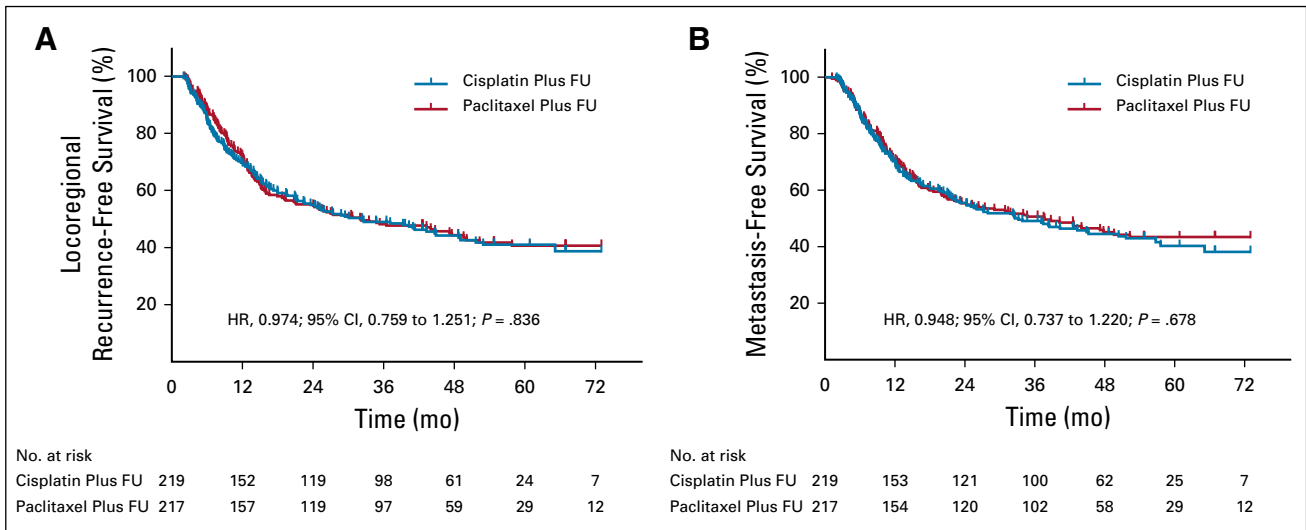 A
Locoregional
Recurrence-Free Survival (%)
100
80
60
40
20
Cisplatin Plus FU
Paclitaxel Plus FU
HR, 0.974; 95% CI, 0.759 to 1.251; P = .836
0 12 24 36 48 60 72
Time (mo)
No. at risk
Cisplatin Plus FU 219 152 119 98 61 24 7
Paclitaxel Plus FU 217 157 119 97 59 29 12
B
Metastasis-Free Survival (%)
100
80
60
40
20
Cisplatin Plus FU
Paclitaxel Plus FU
HR, 0.948; 95% CI, 0.737 to 1.220; P = .678
0 12 24 36 48 60 72
Time (mo)
No. at risk
Cisplatin Plus FU 219 153 121 100 62 25 7
Paclitaxel Plus FU 217 154 120 102 58 29 12